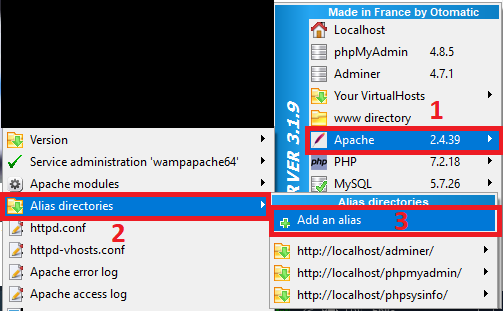 Made in France by Otomatic
Localhost
phpMyAdmin 4.8.5
Adminer 4.7.1
Your VirtualHosts
1
www directory
Apache 2.4.39
php PHP 7.2.18
MySQL 5.7.26
ERVER 3.1.9
Version
Service administration 'wampapache64'
Apache modules
Alias directories
2
httpd.conf
httpd-vhosts.conf
Apache error log
Apache access log
Alias directories
Add an alias
3
http://localhost/adminer/
http://localhost/phpmyadmin/
http://localhost/phpsysinfo/